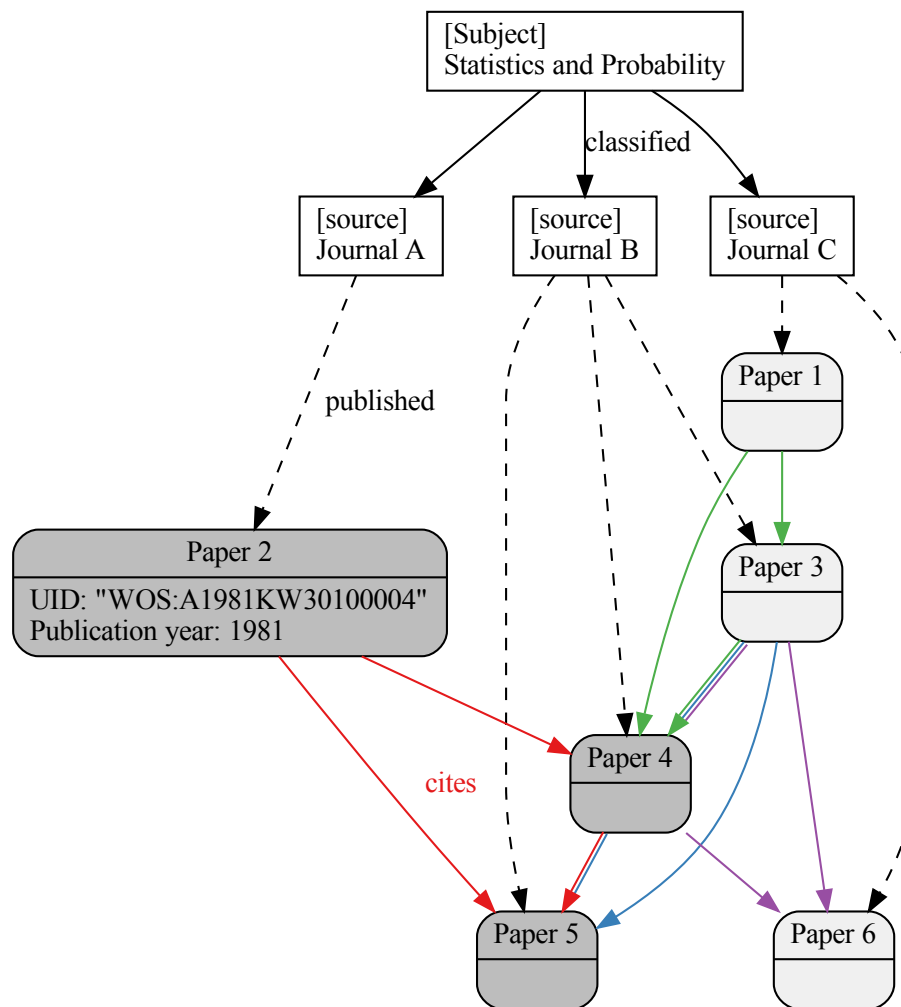 [Subject]
Statistics and Probability
classified
[source]
Journal A
[source]
Journal B
[source]
Journal C
Paper 1
published
Paper 2
UID: "WOS:A1981KW30100004"
Publication year: 1981
Paper 3
Paper 4
cites
Paper 5
Paper 6